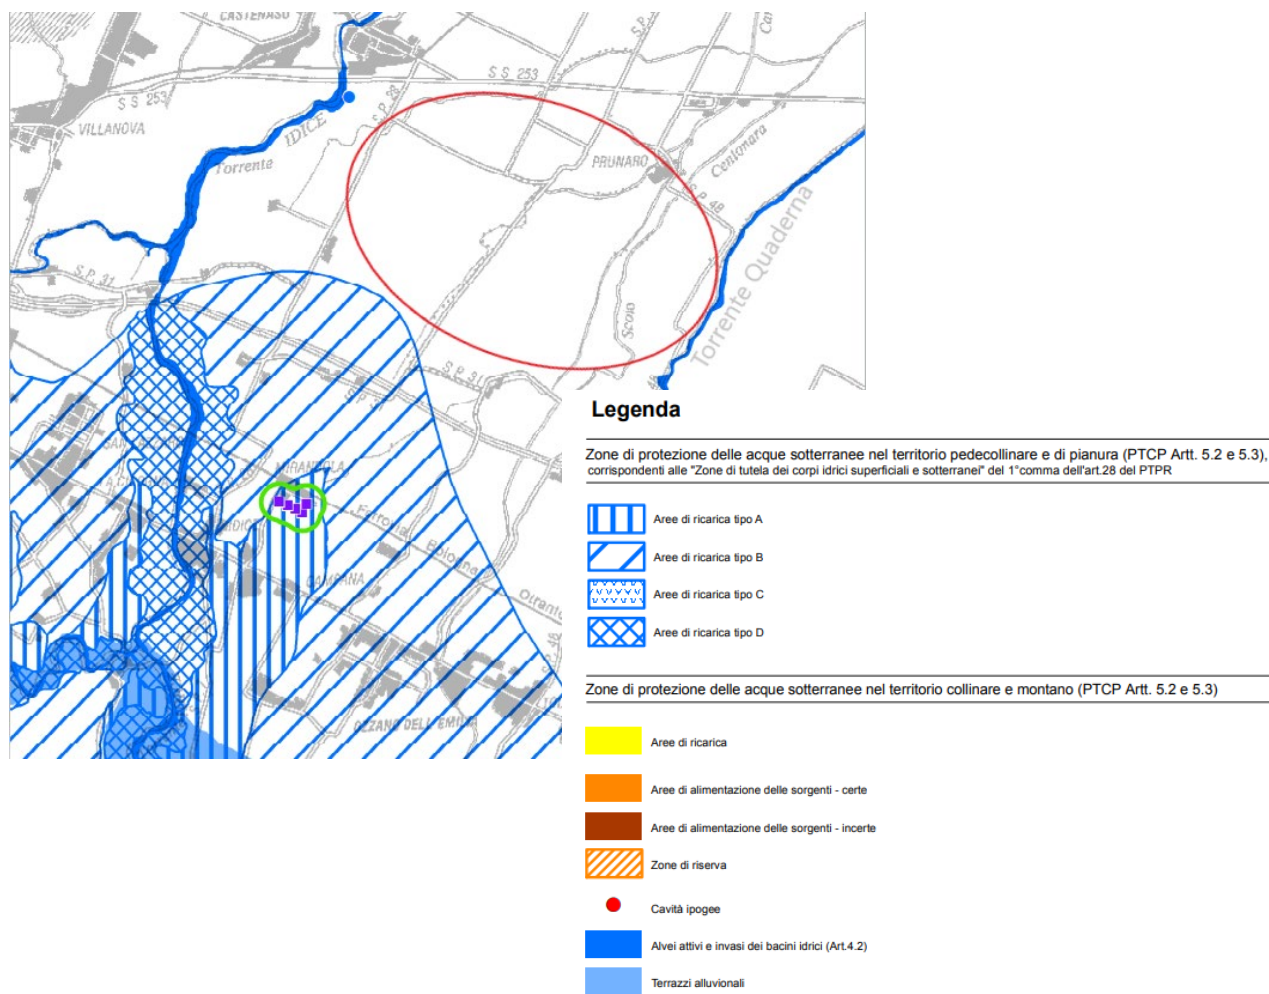 CASTENASO
S S 253
S S 253
S.P. 28
VILLANOVA
IDICE
Torrente
PRUNARO
Centonara
S.P. 48
Torrente Quaderna
S.P. 31
Scolo
S.P. 31
S.P. 31
MIRANDOLA
IDICE
Ferrovia Bologna
CAMPANA
Otranto
S.P. 48
OZZANO DELL'EMILIA
Legenda
Zone di protezione delle acque sotterranee nel territorio pedecollinare e di pianura (PTCP Artt. 5.2 e 5.3),
corrispondenti alle "Zone di tutela dei corpi idrici superficiali e sotterranei" del 1°comma dell'art.28 del PTPR
Aree di ricarica tipo A
Aree di ricarica tipo B
Aree di ricarica tipo C
Aree di ricarica tipo D
Zone di protezione delle acque sotterranee nel territorio collinare e montano (PTCP Artt. 5.2 e 5.3)
Aree di ricarica
Aree di alimentazione delle sorgenti - certe
Aree di alimentazione delle sorgenti - incerte
Zone di riserva
Cavità ipogee
Alvei attivi e invasi dei bacini idrici (Art.4.2)
Terrazzi alluvionali